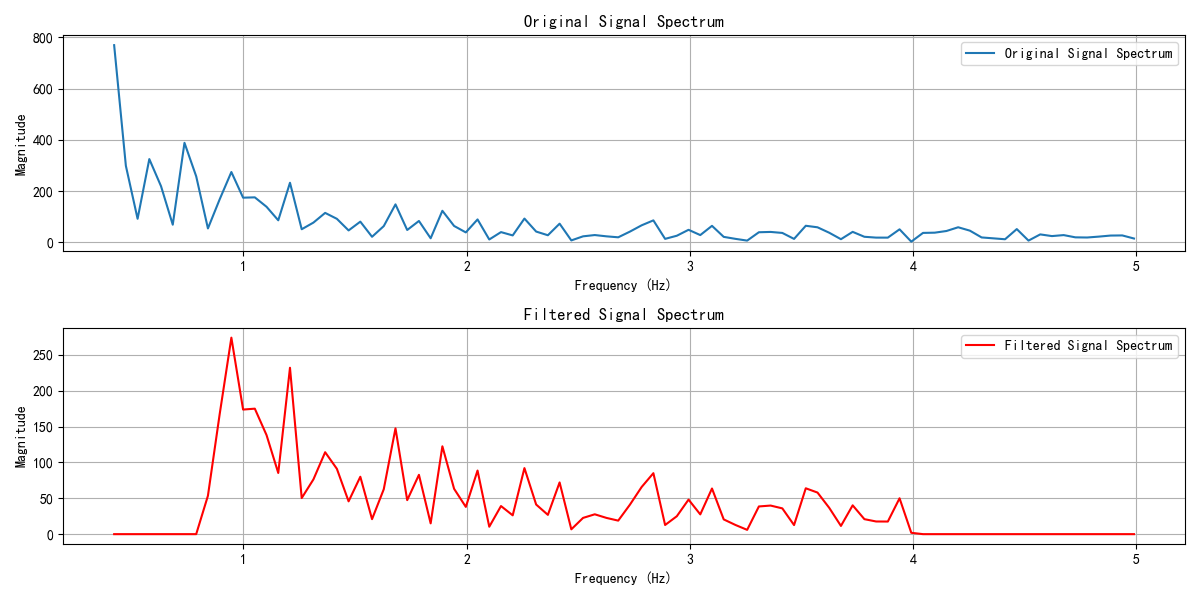 Original Signal Spectrum
800
600
400
200
0
Magnitude
Original Signal Spectrum
1 2 3 4 5
Frequency (Hz)
Filtered Signal Spectrum
250
200
150
100
50
0
Magnitude
Filtered Signal Spectrum
1 2 3 4 5
Frequency (Hz)